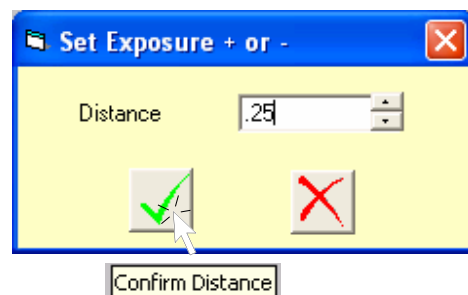 Set Exposure + or -
Distance .25
Confirm Distance